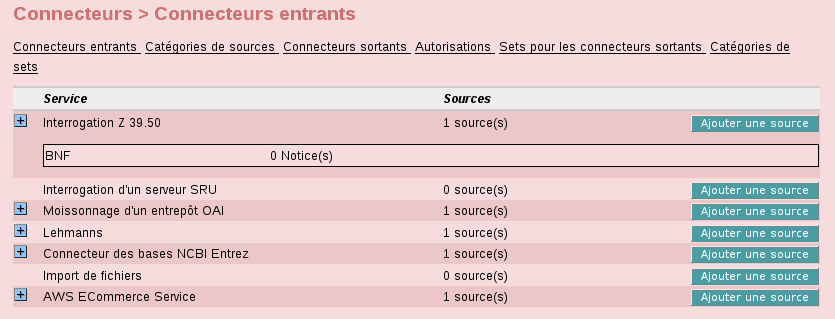 Connecteurs > Connecteurs entrants
Connecteurs entrants Catégories de sources Connecteurs sortants Autorisations Sets pour les connecteurs sortants Catégories de
sets
Service Sources
Interrogation Z 39.50 1 source(s) Ajouter une source
BNF 0 Notice(s)
Interrogation d'un serveur SRU 0 source(s) Ajouter une source
Moissonnage d'un entrepôt OAI 1 source(s) Ajouter une source
Lehmanns 1 source(s) Ajouter une source
Connecteur des bases NCBI Entrez 1 source(s) Ajouter une source
Import de fichiers 0 source(s) Ajouter une source
AWS ECommerce Service 1 source(s) Ajouter une source